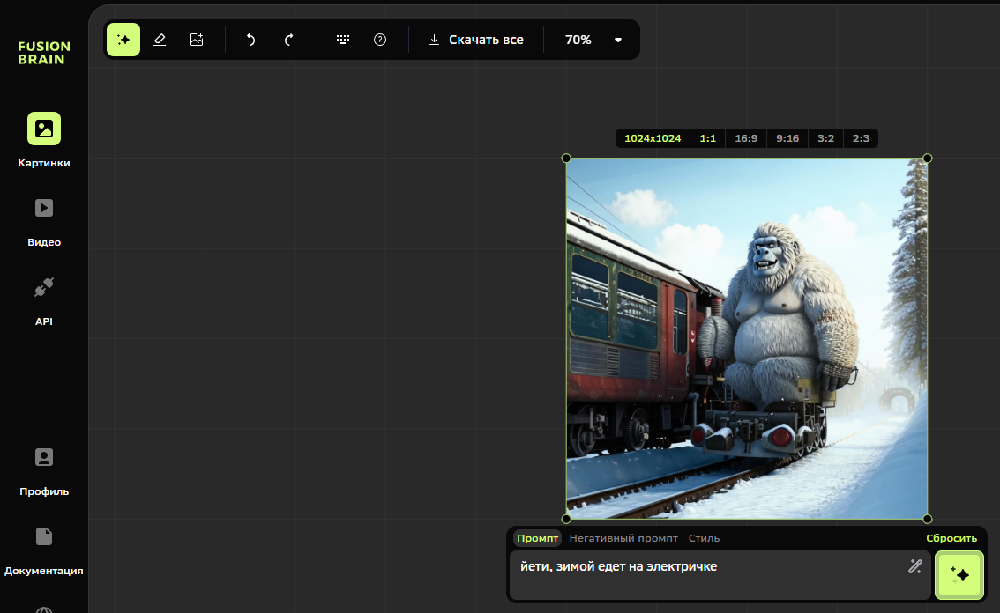 FUSION
BRAIN
Картинки
Видео
API
Профиль
Документация
Скачать все
70%
1024x1024 1:1 16:9 9:16 3:2 2:3
Промпт Негативный промпт Стиль Сбросить
йети, зимой едет на электричке